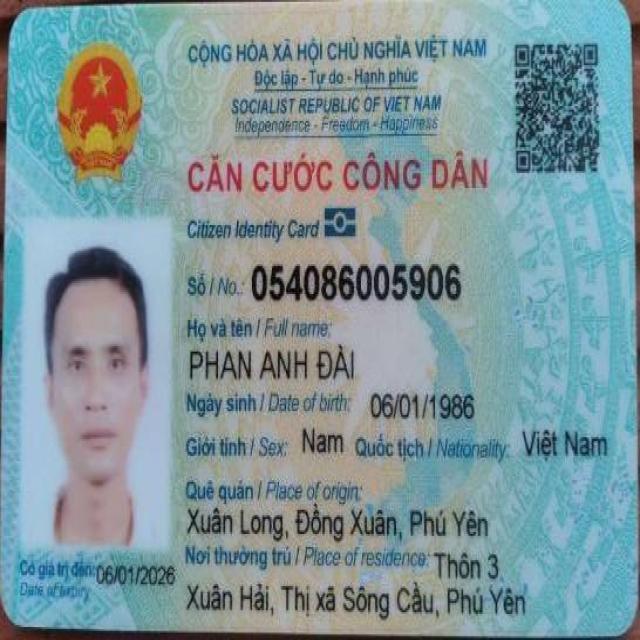 CỘNG HÒA XÃ HỘI CHỦ NGHĨA VIỆT NAM
Độc lập - Tự do - Hạnh phúc
SOCIALIST REPUBLIC OF VIET NAM
Independence - Freedom - Happiness
CĂN CƯỚC CÔNG DÂN
Citizen Identity Card
Số / No.: 054086005906
Họ và tên / Full name:
PHAN ANH ĐÀI
Ngày sinh / Date of birth: 06/01/1986
Giới tính / Sex: Nam Quốc tịch / Nationality: Việt Nam
Quê quán / Place of origin:
Xuân Long, Đồng Xuân, Phú Yên
Nơi thường trú / Place of residence: Thôn 3
Xuân Hải, Thị xã Sông Cầu, Phú Yên
Có giá trị đến: 06/01/2026
Date of expiry